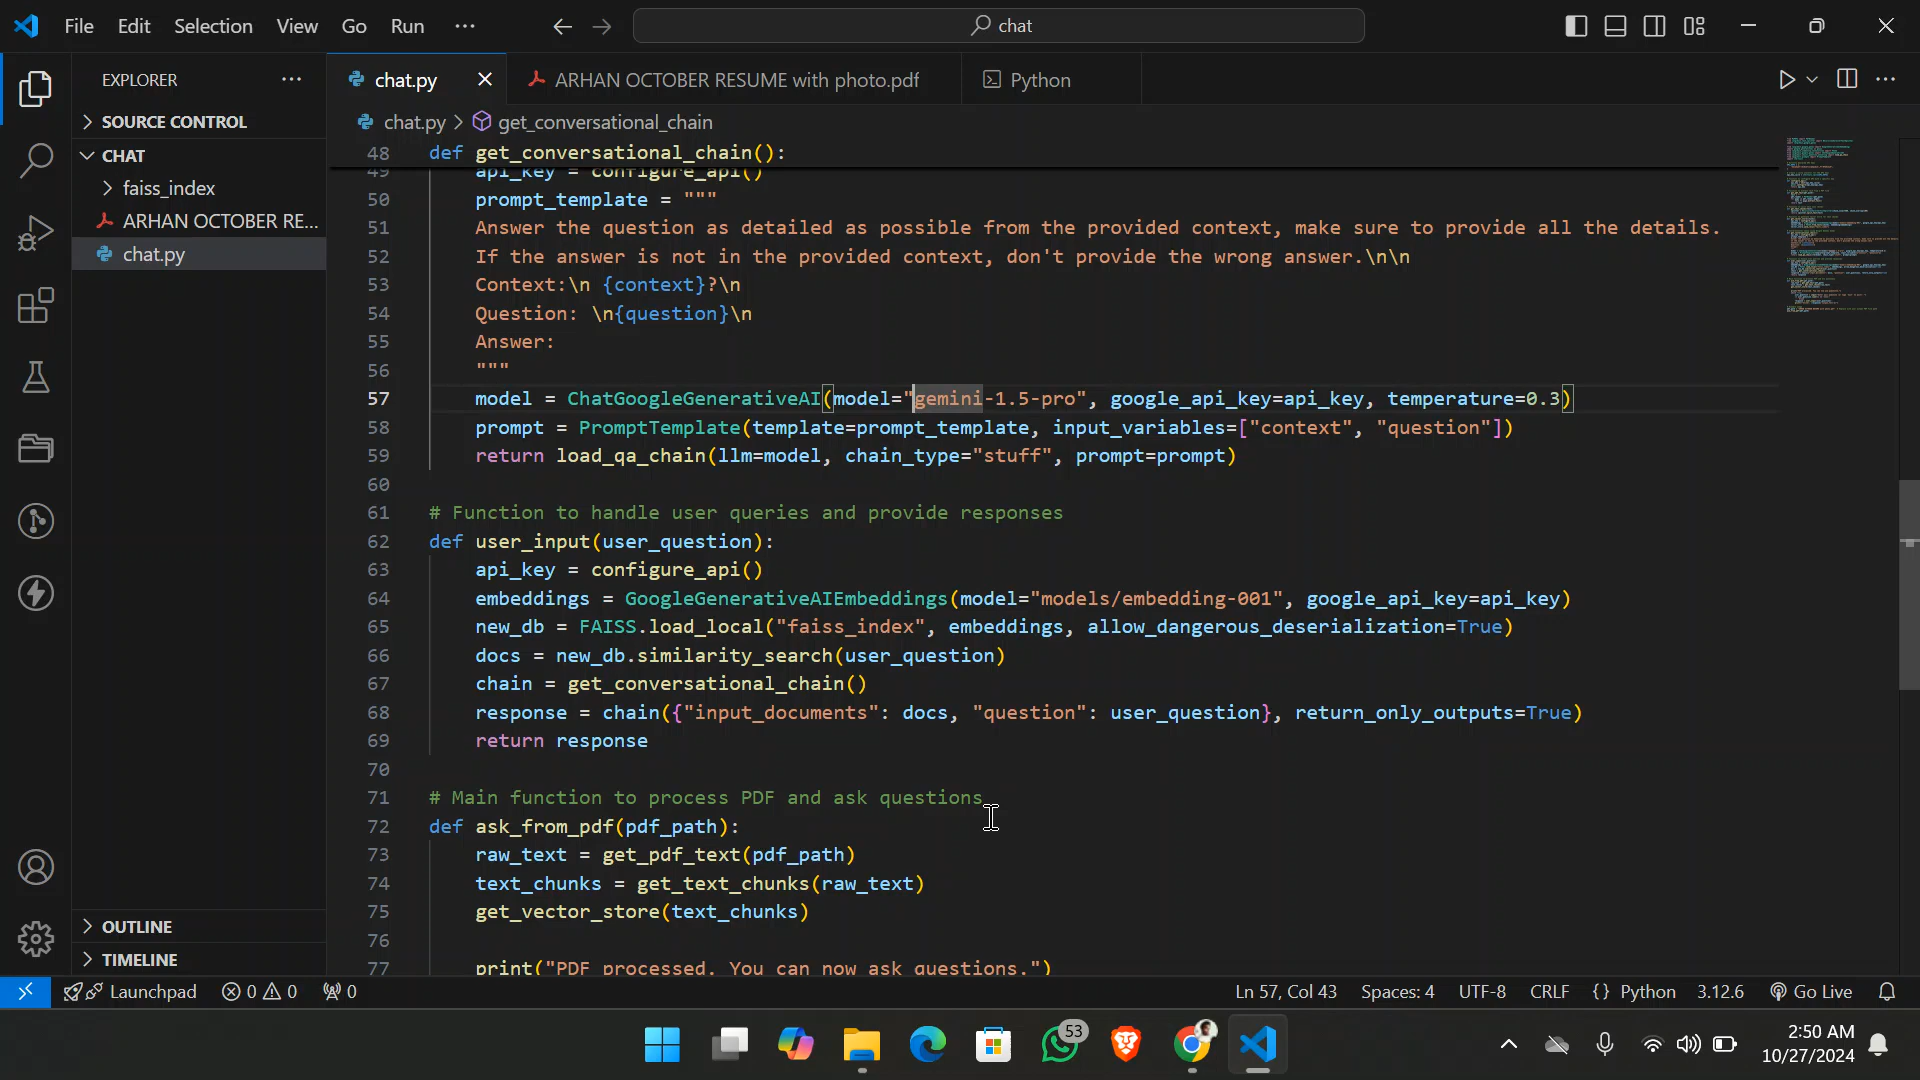 File Edit Selection View Go Run ···
chat
EXPLORER ···
SOURCE CONTROL
CHAT
faiss_index
ARHAN OCTOBER RE...
chat.py
OUTLINE
TIMELINE
chat.py ARHAN OCTOBER RESUME with photo.pdf Python
chat.py > get_conversational_chain
48 def get_conversational_chain():
49 api_key = configure_api()
50 prompt_template = """
51 Answer the question as detailed as possible from the provided context, make sure to provide all the details.
52 If the answer is not in the provided context, don't provide the wrong answer.\n\n
53 Context:\n {context}?\n
54 Question: \n{question}\n
55 Answer:
56 """
57 model = ChatGoogleGenerativeAI(model="gemini-1.5-pro", google_api_key=api_key, temperature=0.3)
58 prompt = PromptTemplate(template=prompt_template, input_variables=["context", "question"])
59 return load_qa_chain(llm=model, chain_type="stuff", prompt=prompt)
60
61 # Function to handle user queries and provide responses
62 def user_input(user_question):
63 api_key = configure_api()
64 embeddings = GoogleGenerativeAIEmbeddings(model="models/embedding-001", google_api_key=api_key)
65 new_db = FAISS.load_local("faiss_index", embeddings, allow_dangerous_deserialization=True)
66 docs = new_db.similarity_search(user_question)
67 chain = get_conversational_chain()
68 response = chain({"input_documents": docs, "question": user_question}, return_only_outputs=True)
69 return response
70
71 # Main function to process PDF and ask questions
72 def ask_from_pdf(pdf_path):
73 raw_text = get_pdf_text(pdf_path)
74 text_chunks = get_text_chunks(raw_text)
75 get_vector_store(text_chunks)
76
77 print("PDF processed. You can now ask questions.")
Launchpad 0 0 0 Ln 57, Col 43 Spaces: 4 UTF-8 CRLF {} Python 3.12.6 Go Live
53
2:50 AM
10/27/2024